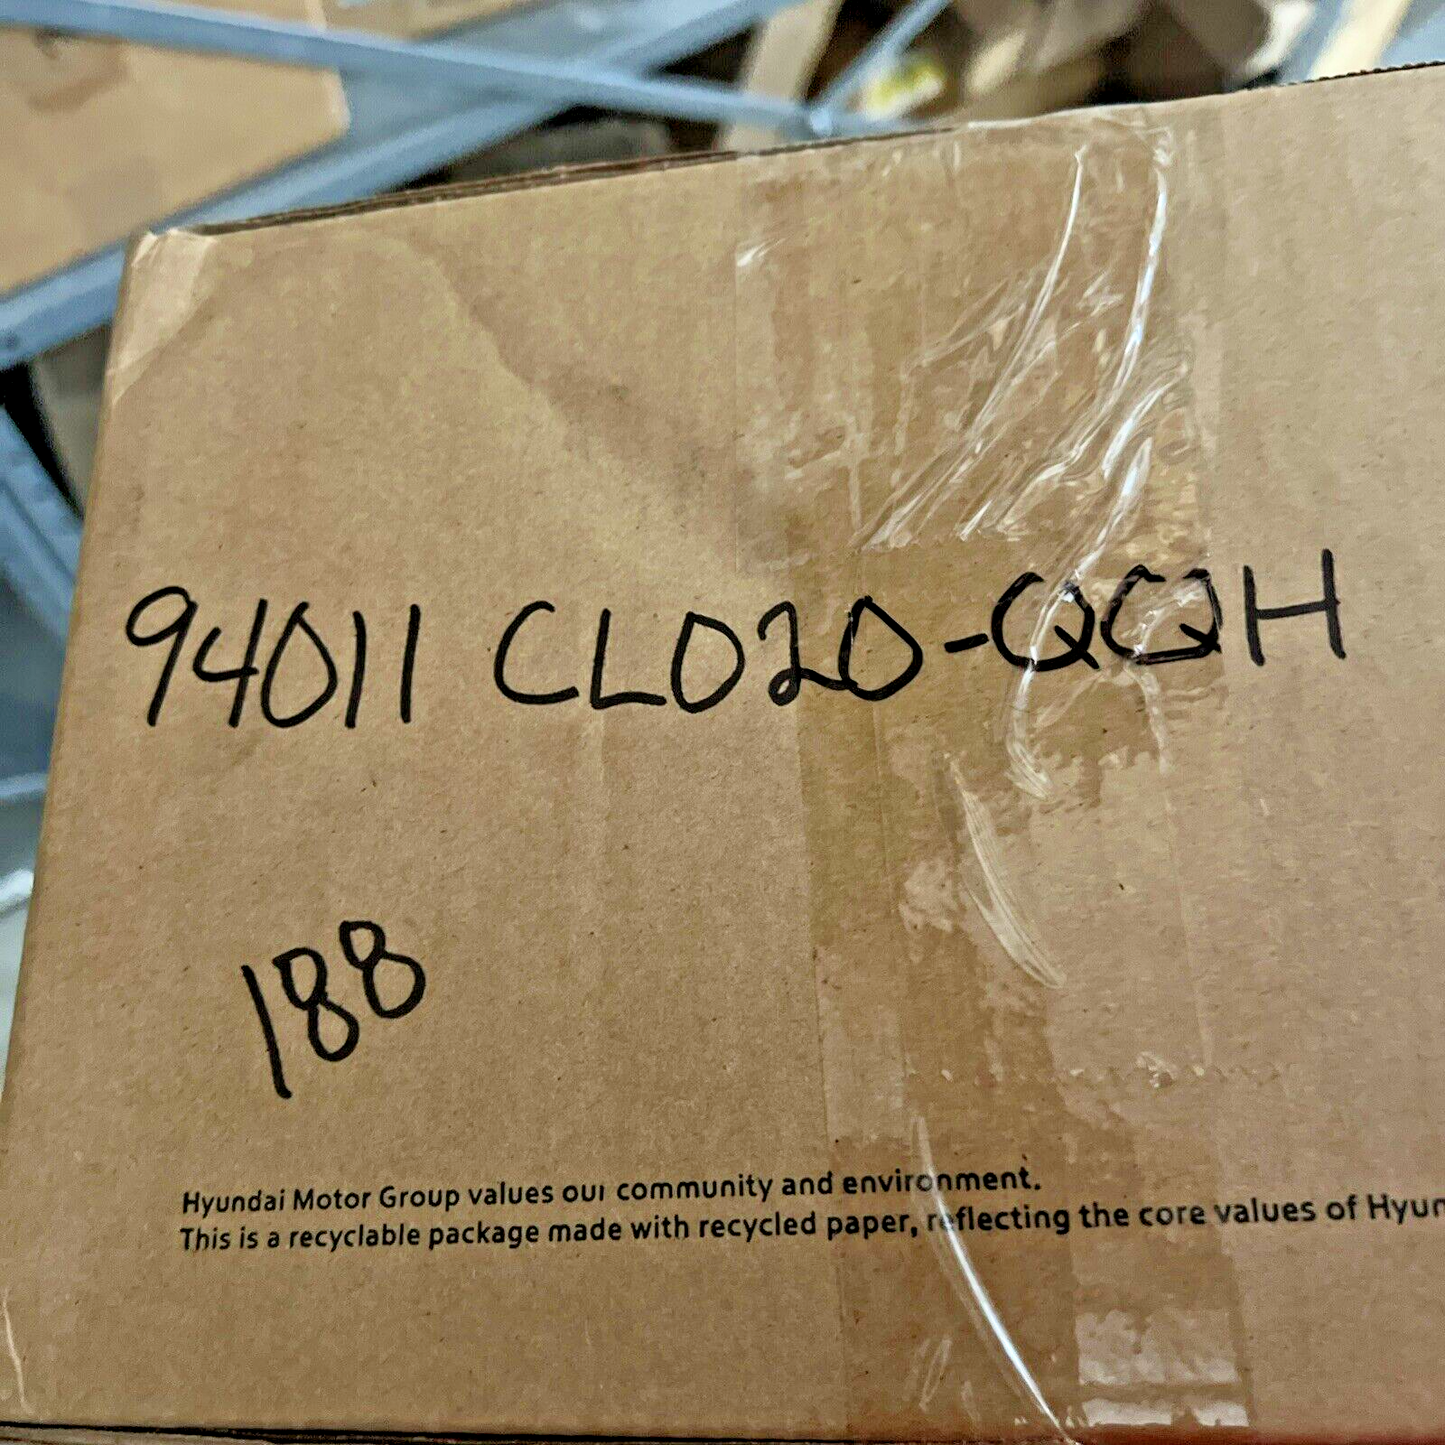 94011 CL020-QQH
188
Hyundai Motor Group values our community and environment.
This is a recyclable package made with recycled paper, reflecting the core values of Hyun